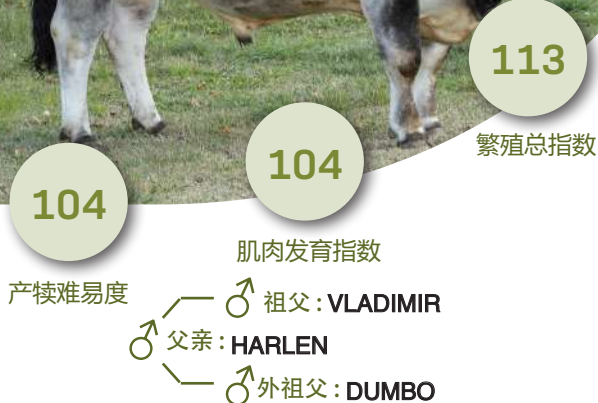 113
繁殖总指数
104
肌肉发育指数
104
产犊难易度
祖父 : VLADIMIR
父亲 : HARLEN
外祖父 : DUMBO